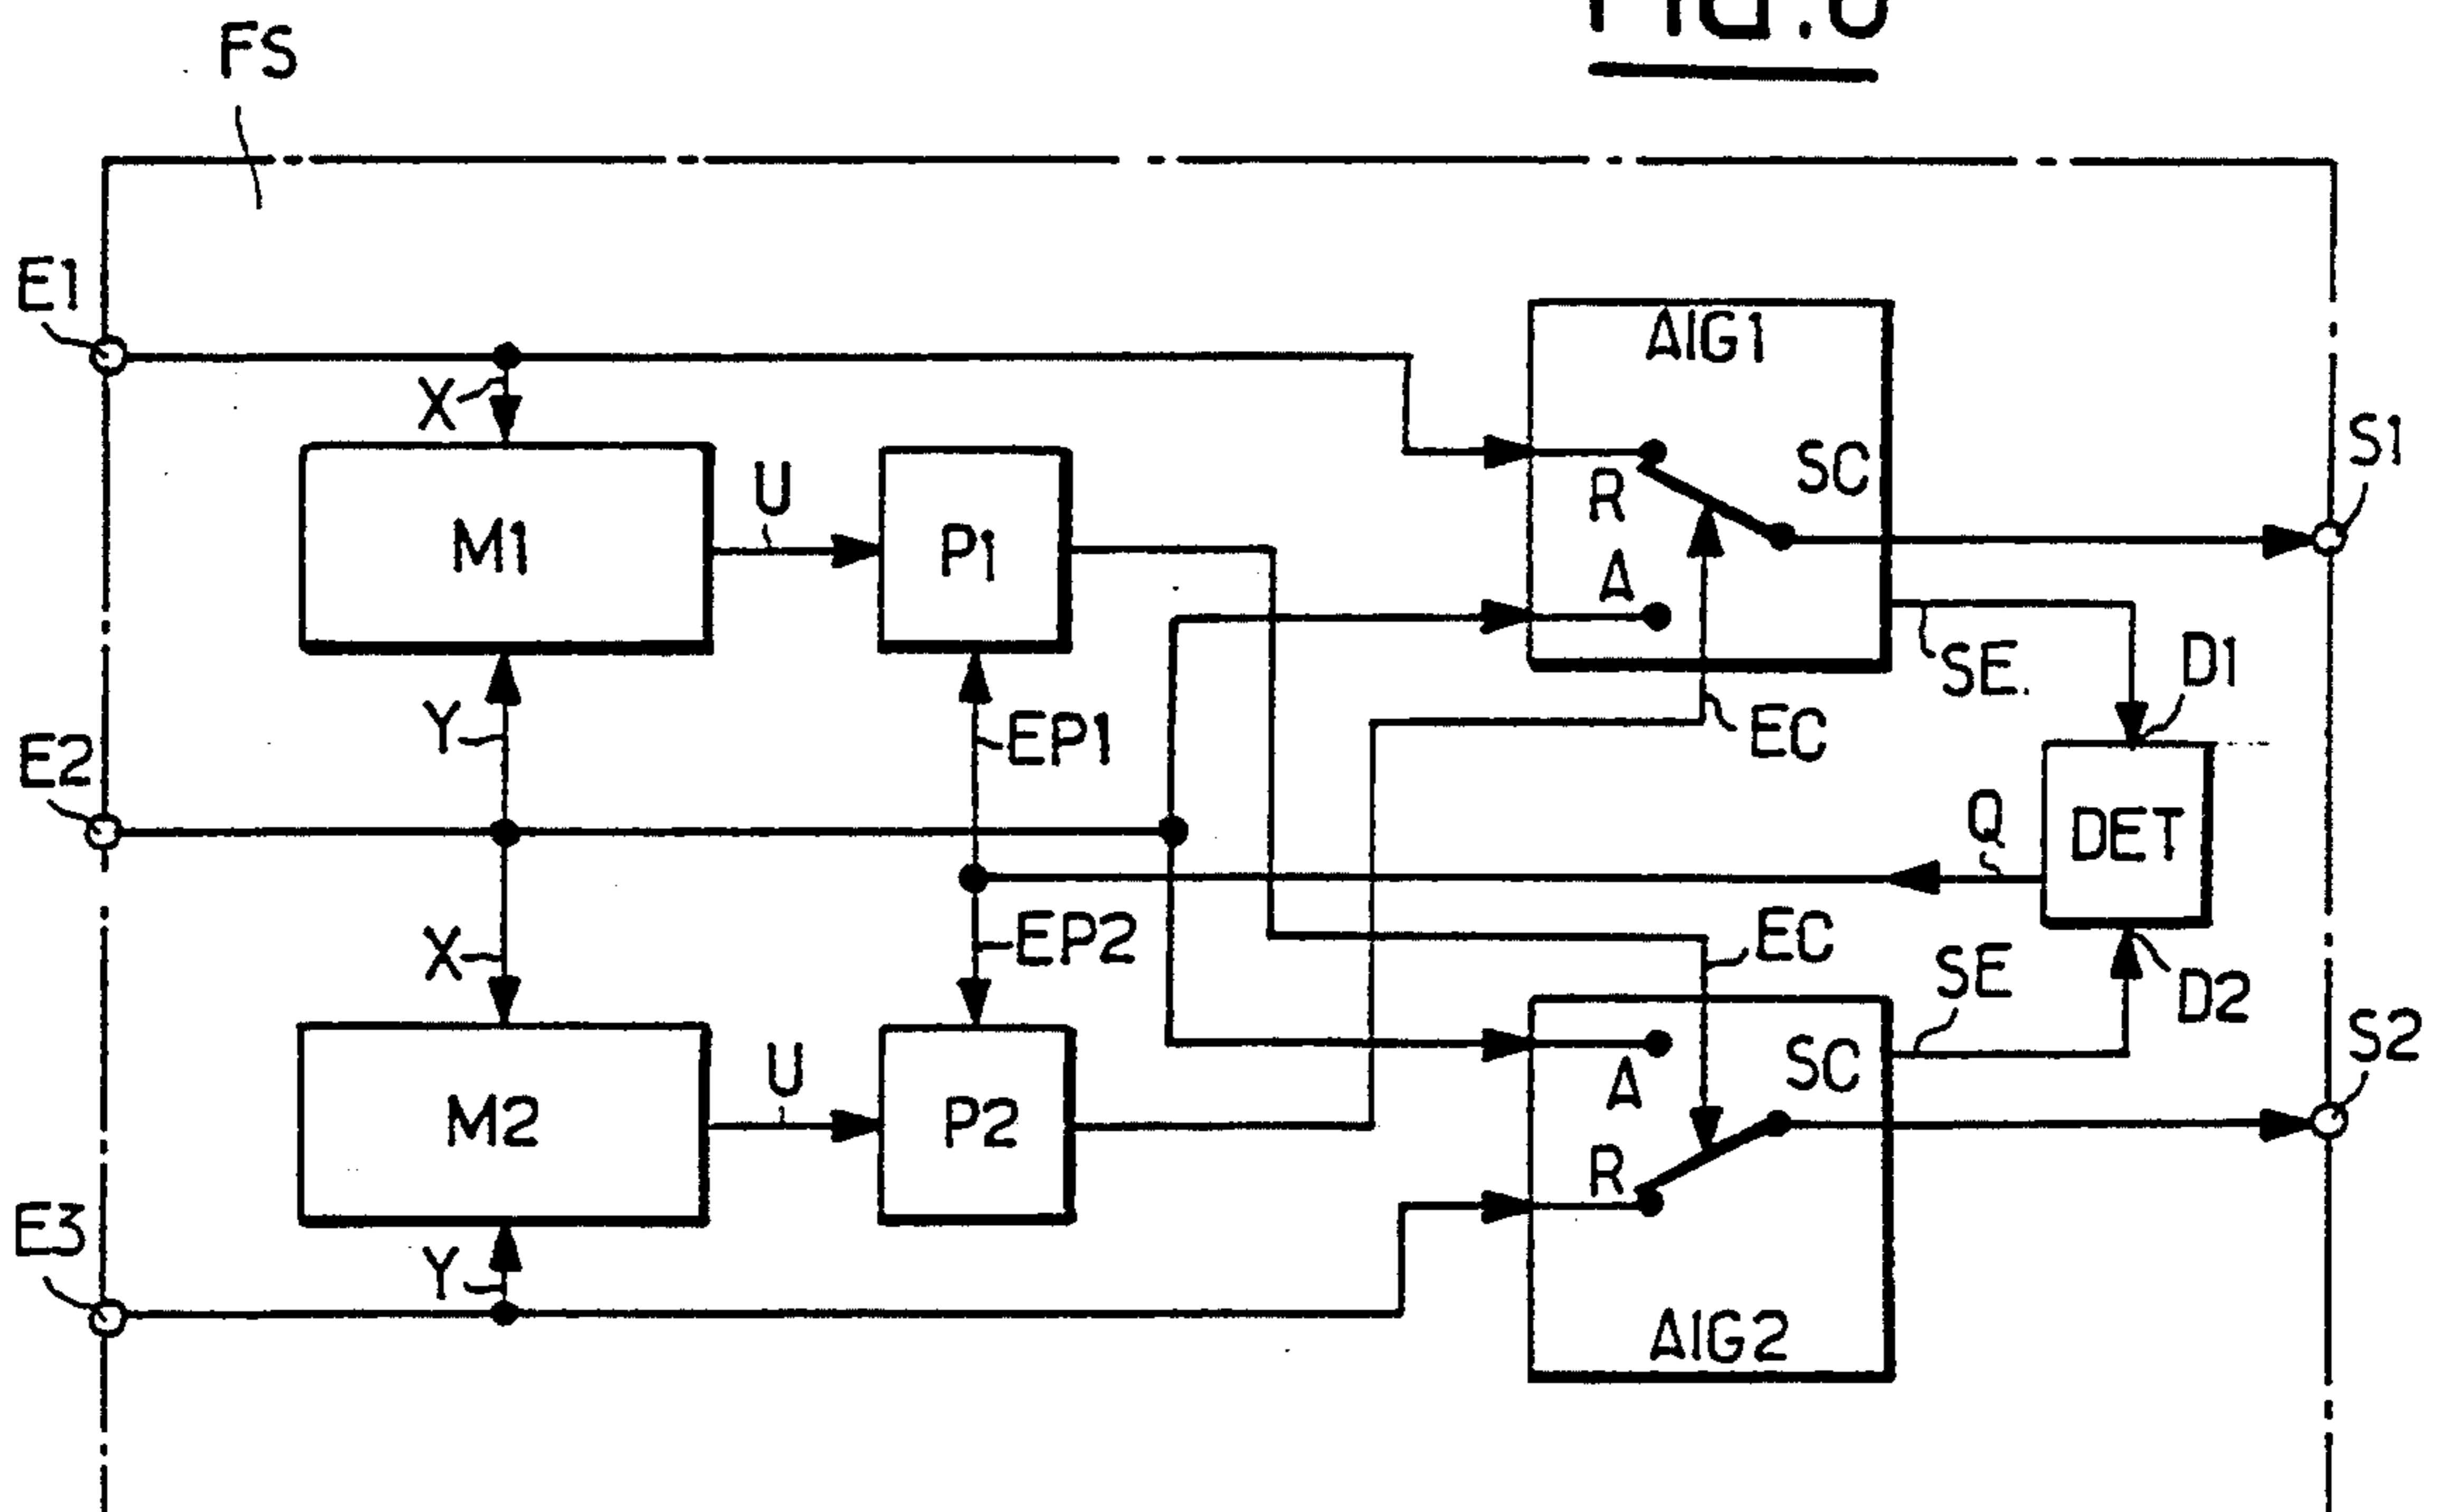 FS
E1
X
AIG1
S1
SC
U
R
M1
P1
A
SE.
D1
Y
EP1
EC
E2
Q
DET
X
EP2
EC
SE
D2
S2
A
SC
U
M2
P2
R
E3
Y
AIG2